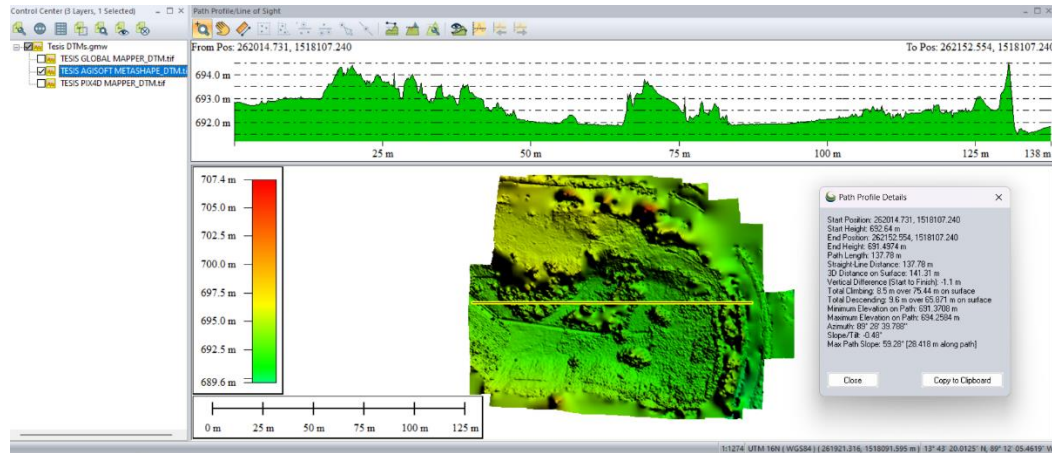 Control Center (3 Layers, 1 Selected)
Tesis DTMs.gmw
TESIS GLOBAL MAPPER_DTM.tif
TESIS AGISOFT METASHAPE_DTM.ti
TESIS PIX4D MAPPER_DTM.tif
Path Profile/Line of Sight
From Pos: 262014.731, 1518107.240
To Pos: 262152.554, 1518107.240
694.0 m
693.0 m
692.0 m
25 m 50 m 75 m 100 m 125 m 138 m
707.4 m
705.0 m
702.5 m
700.0 m
697.5 m
695.0 m
692.5 m
689.6 m
0 m 25 m 50 m 75 m 100 m 125 m
Path Profile Details
Start Position: 262014.731, 1518107.240
Start Height: 692.64 m
End Position: 262152.554, 1518107.240
End Height: 691.4974 m
Path Length: 137.78 m
Straight-Line Distance: 137.78 m
3D Distance on Surface: 141.31 m
Vertical Difference (Start to Finish): -1.1 m
Total Climbing: 8.5 m over 75.44 m on surface
Total Descending: 9.6 m over 65.871 m on surface
Minimum Elevation on Path: 691.3708 m
Maximum Elevation on Path: 694.2584 m
Azimuth: 89° 28' 39.788"
Slope/Tilt: -0.48°
Max Path Slope: 59.28° [28.418 m along path]
Close
Copy to Clipboard
1:1274 UTM 16N ( WGS84 ) ( 261921.316, 1518091.595 m ) 13° 43' 20.0125" N, 89° 12' 05.4619" W